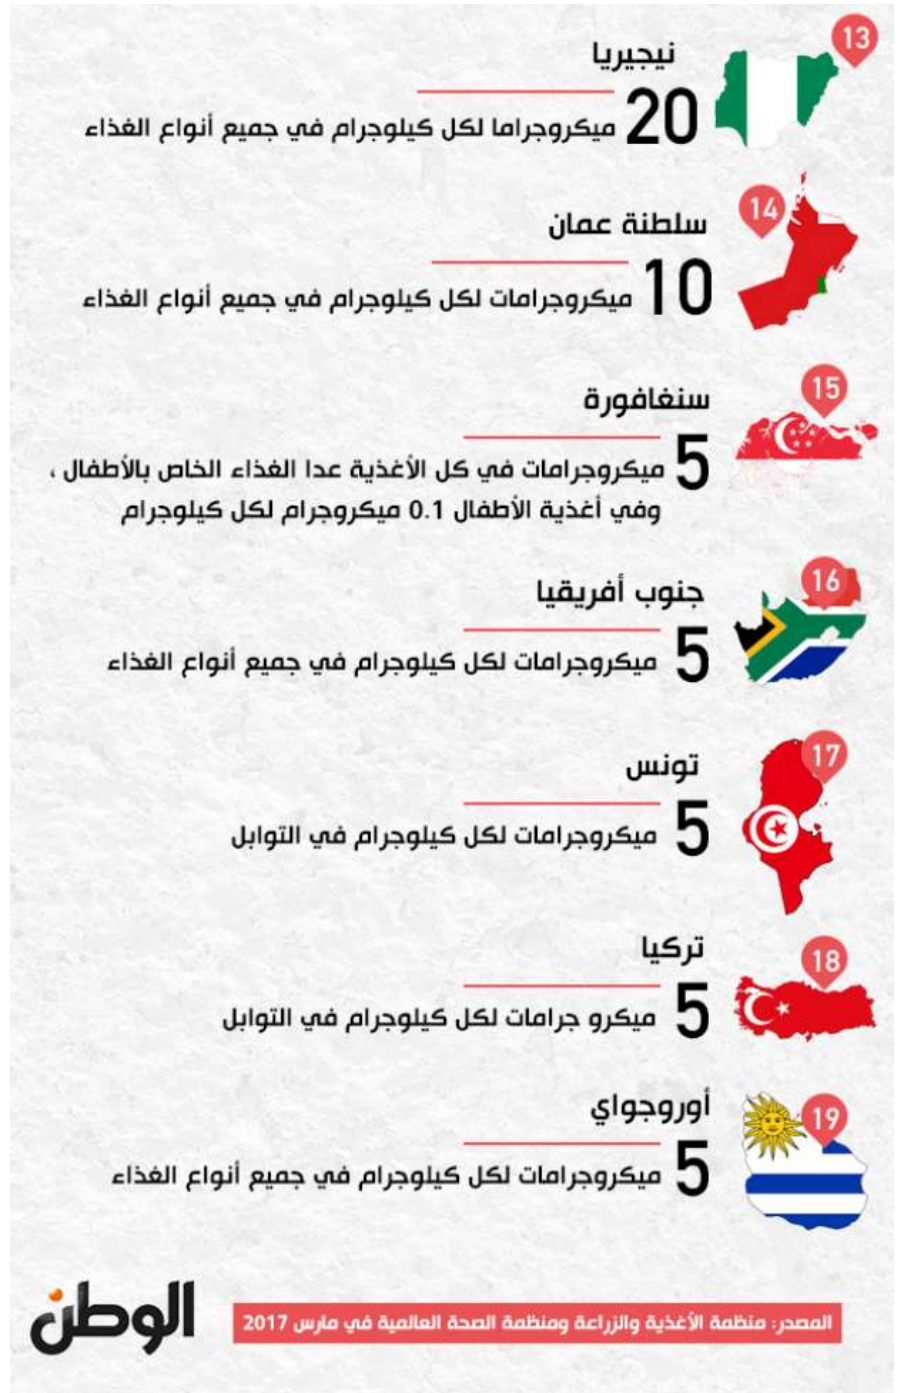 13
نيجيريا
20 ميكروجراما لكل كيلوجرام في جميع أنواع الغذاء
14
سلطنة عمان
10 ميكروجرامات لكل كيلوجرام في جميع أنواع الغذاء
15
سنغافورة
5 ميكروجرامات في كل الأغذية عدا الغذاء الخاص بالأطفال ،
وفي أغذية الأطفال 0.1 ميكروجرام لكل كيلوجرام
16
جنوب أفريقيا
5 ميكروجرامات لكل كيلوجرام في جميع أنواع الغذاء
17
تونس
5 ميكروجرامات لكل كيلوجرام في التوابل
18
تركيا
5 ميكرو جرامات لكل كيلوجرام في التوابل
19
أوروجواي
5 ميكروجرامات لكل كيلوجرام في جميع أنواع الغذاء
المصدر: منظمة الأغذية والزراعة ومنظمة الصحة العالمية في مارس 2017
الوطن